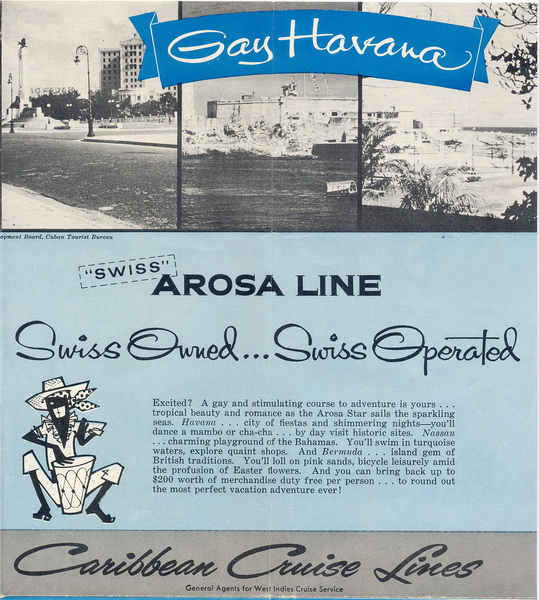 Gay Havana
opment Board, Cuban Tourist Bureau
"SWISS"
AROSA LINE
Swiss Owned... Swiss Operated
Excited? A gay and stimulating course to adventure is yours . . .
tropical beauty and romance as the Arosa Star sails the sparkling
seas. Havana . . . city of fiestas and shimmering nights—you'll
dance a mambo or cha-cha . . . by day visit historic sites. Nassau
. . . charming playground of the Bahamas. You'll swim in turquoise
waters, explore quaint shops. And Bermuda . . . island gem of
British traditions. You'll loll on pink sands, bicycle leisurely amid
the profusion of Easter flowers. And you can bring back up to
$200 worth of merchandise duty free per person . . . to round out
the most perfect vacation adventure ever!
Caribbean Cruise Lines
General Agents for West Indies Cruise Service